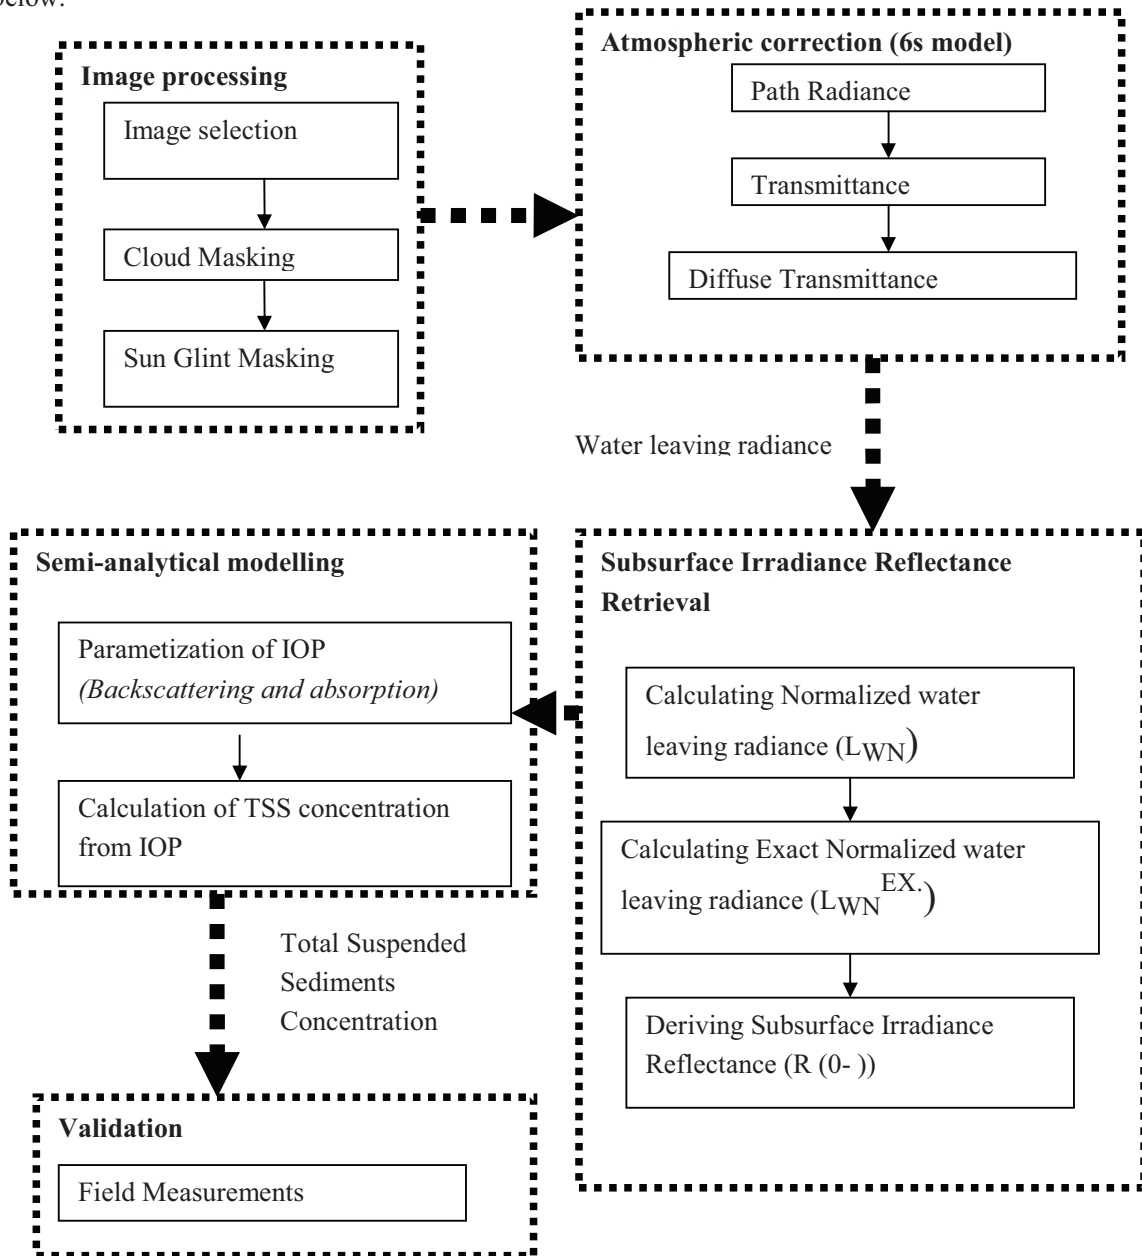 below.
Image processing
Image selection
Cloud Masking
Sun Glint Masking
Atmospheric correction (6s model)
Path Radiance
Transmittance
Diffuse Transmittance
Water leaving radiance
Subsurface Irradiance Reflectance
Retrieval
Calculating Normalized water
leaving radiance (LWN)
Calculating Exact Normalized water
leaving radiance (LWN EX.)
Deriving Subsurface Irradiance
Reflectance (R (0- ))
Semi-analytical modelling
Parametization of IOP
(Backscattering and absorption)
Calculation of TSS concentration
from IOP
Total Suspended
Sediments
Concentration
Validation
Field Measurements